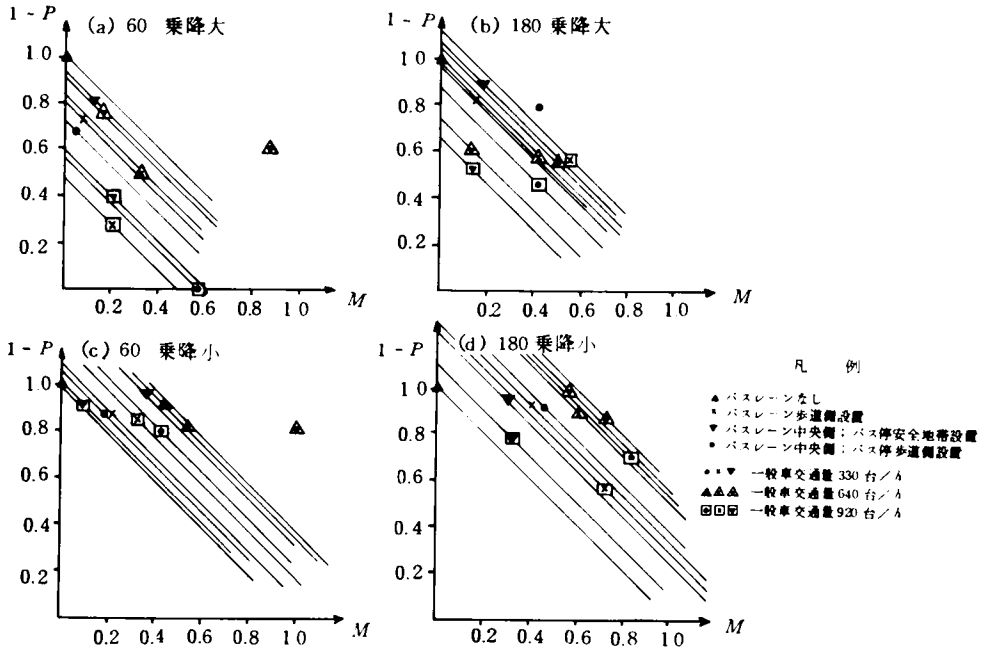 1 - P
(a) 60 乗降大
1.0
0.8
0.6
0.4
0.2
0.2 0.4 0.6 0.8 1.0
M
1 - P
(b) 180 乗降大
1.0
0.8
0.6
0.4
0.2
0.2 0.4 0.6 0.8 1.0
M
1 - P
(c) 60 乗降小
1.0
0.8
0.6
0.4
0.2
0.2 0.4 0.6 0.8 1.0
M
1 - P
(d) 180 乗降小
1.0
0.8
0.6
0.4
0.2
0.2 0.4 0.6 0.8 1.0
M
凡 例
▲ バスレーンなし
× バスレーン歩道側設置
▼ バスレーン中央側；バス停安全地帯設置
● バスレーン中央側；バス停歩道側設置
一般車交通量 330 台／h
一般車交通量 640 台／h
一般車交通量 920 台／h